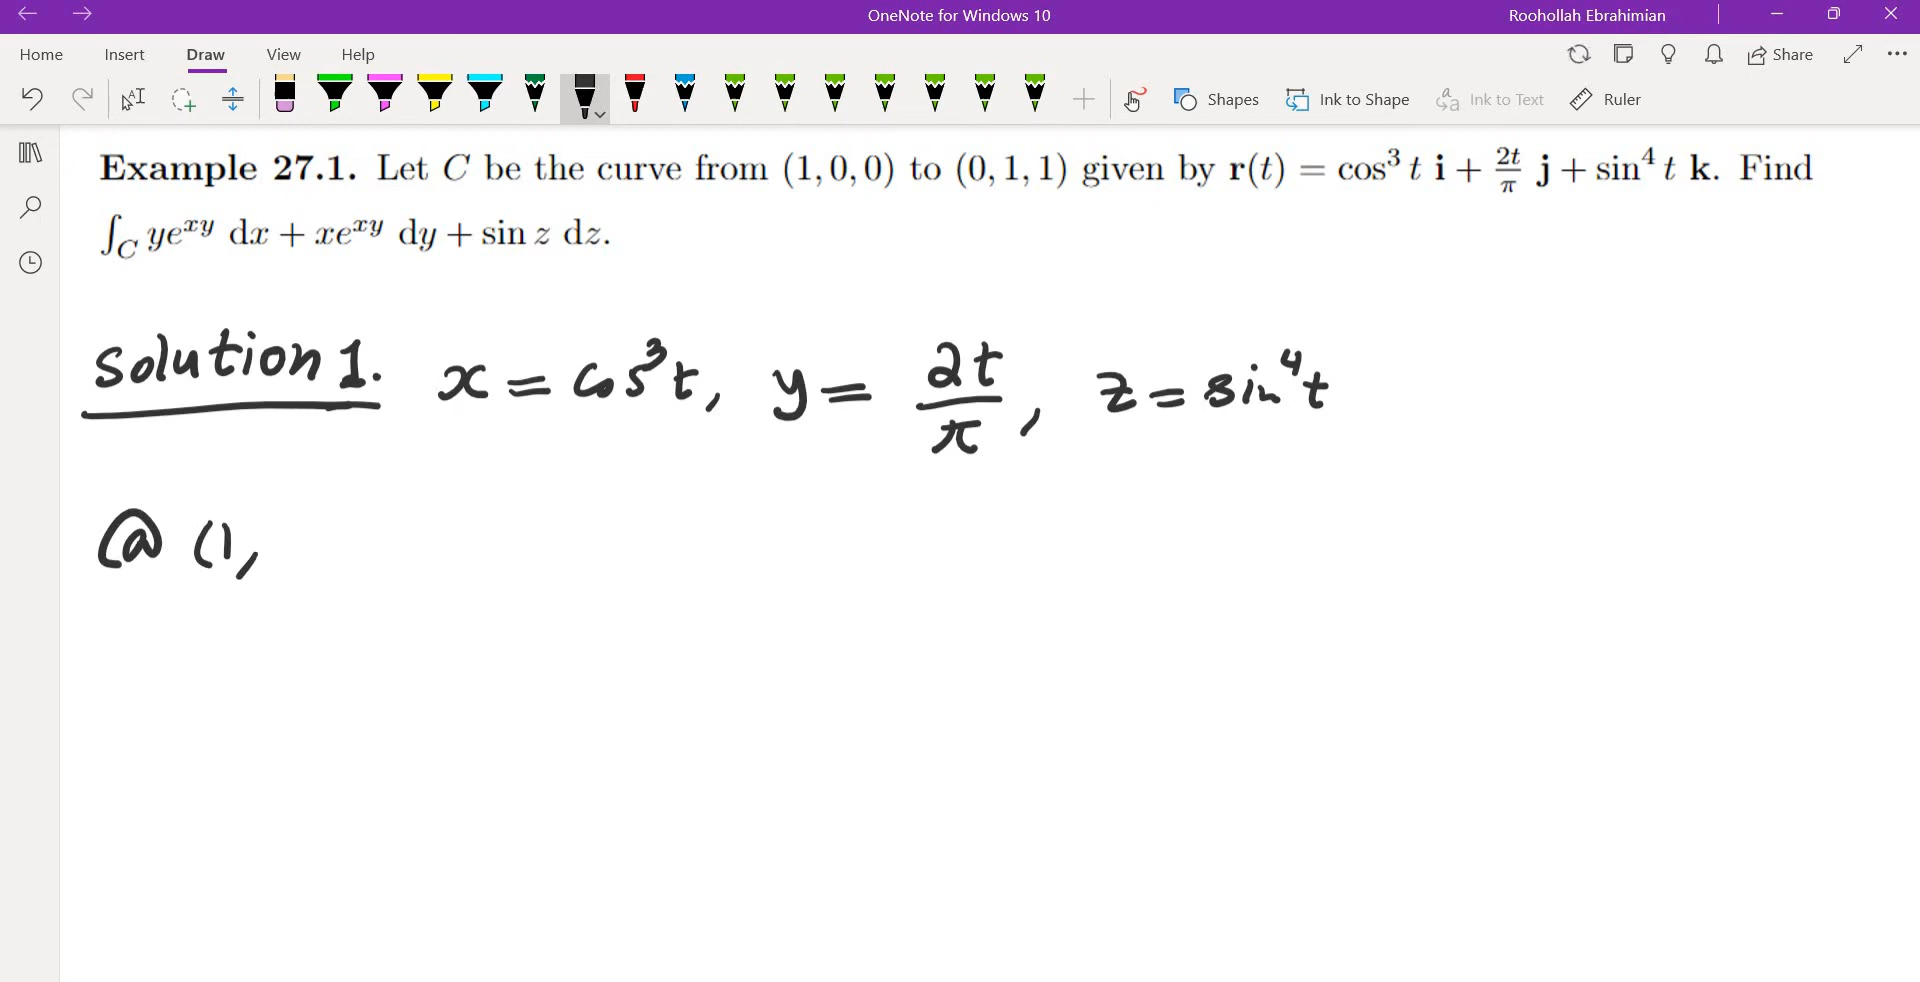 OneNote for Windows 10
Roohollah Ebrahimian
Home Insert Draw View Help
Share
Shapes Ink to Shape Ink to Text Ruler
Example 27.1. Let C be the curve from (1, 0, 0) to (0, 1, 1) given by r(t) = cos³ t i + 2t/π j + sin⁴ t k. Find
∫_C ye^{xy} dx + xe^{xy} dy + sin z dz.
Solution 1. x = cos³t, y = 2t/π, z = sin⁴t
@ (1,